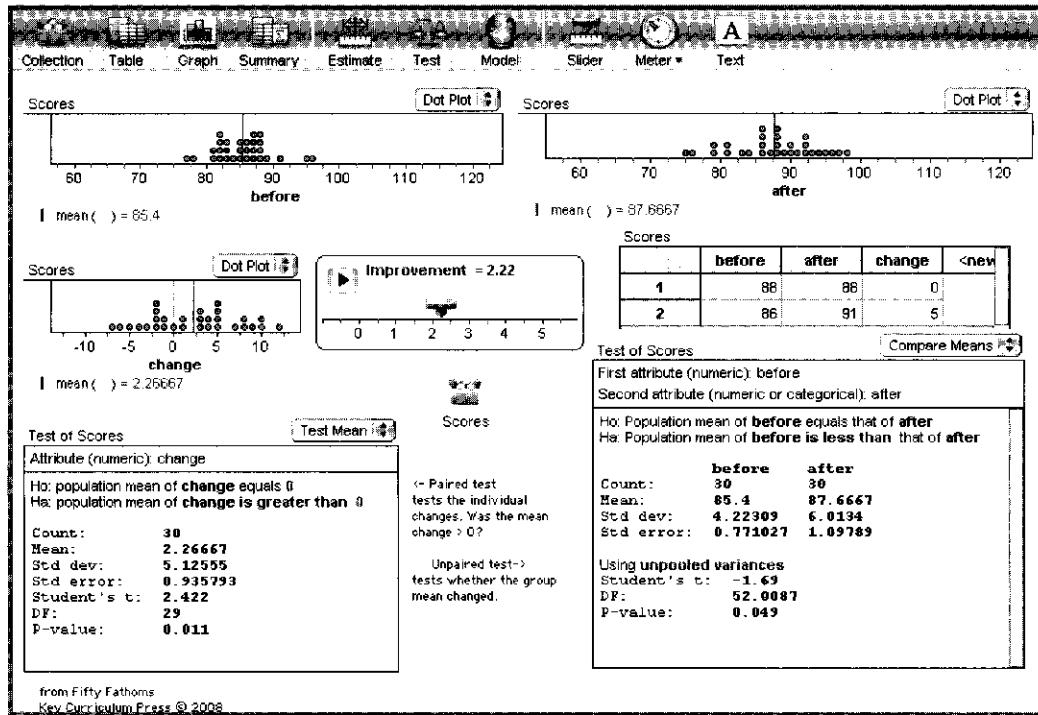 Collection Table Graph Summary Estimate Test Model Slider Meter A Text
Scores Dot Plot
60 70 80 90 100 110 120
before
mean( ) = 85.4
Scores Dot Plot
60 70 80 90 100 110 120
after
mean( ) = 87.6667
Scores Dot Plot
-10 -5 0 5 10
change
mean( ) = 2.26667
Improvement = 2.22
0 1 2 3 4 5
Scores
before after change <new
1 88 88 0
2 86 91 5
Scores
Test of Scores Test Mean
Attribute (numeric): change
Ho: population mean of change equals 0
Ha: population mean of change is greater than 0
Count: 30
Mean: 2.26667
Std dev: 5.12555
Std error: 0.935793
Student's t: 2.422
DF: 29
P-value: 0.011
<- Paired test
tests the individual
changes. Was the mean
change > 0?
Unpaired test->
tests whether the group
mean changed.
Test of Scores Compare Means
First attribute (numeric): before
Second attribute (numeric or categorical): after
Ho: Population mean of before equals that of after
Ha: Population mean of before is less than that of after
before after
Count: 30 30
Mean: 85.4 87.6667
Std dev: 4.22309 6.0134
Std error: 0.771027 1.09789
Using unpooled variances
Student's t: -1.69
DF: 52.0087
P-value: 0.049
from Fifty Fathoms
Key Curriculum Press © 2008